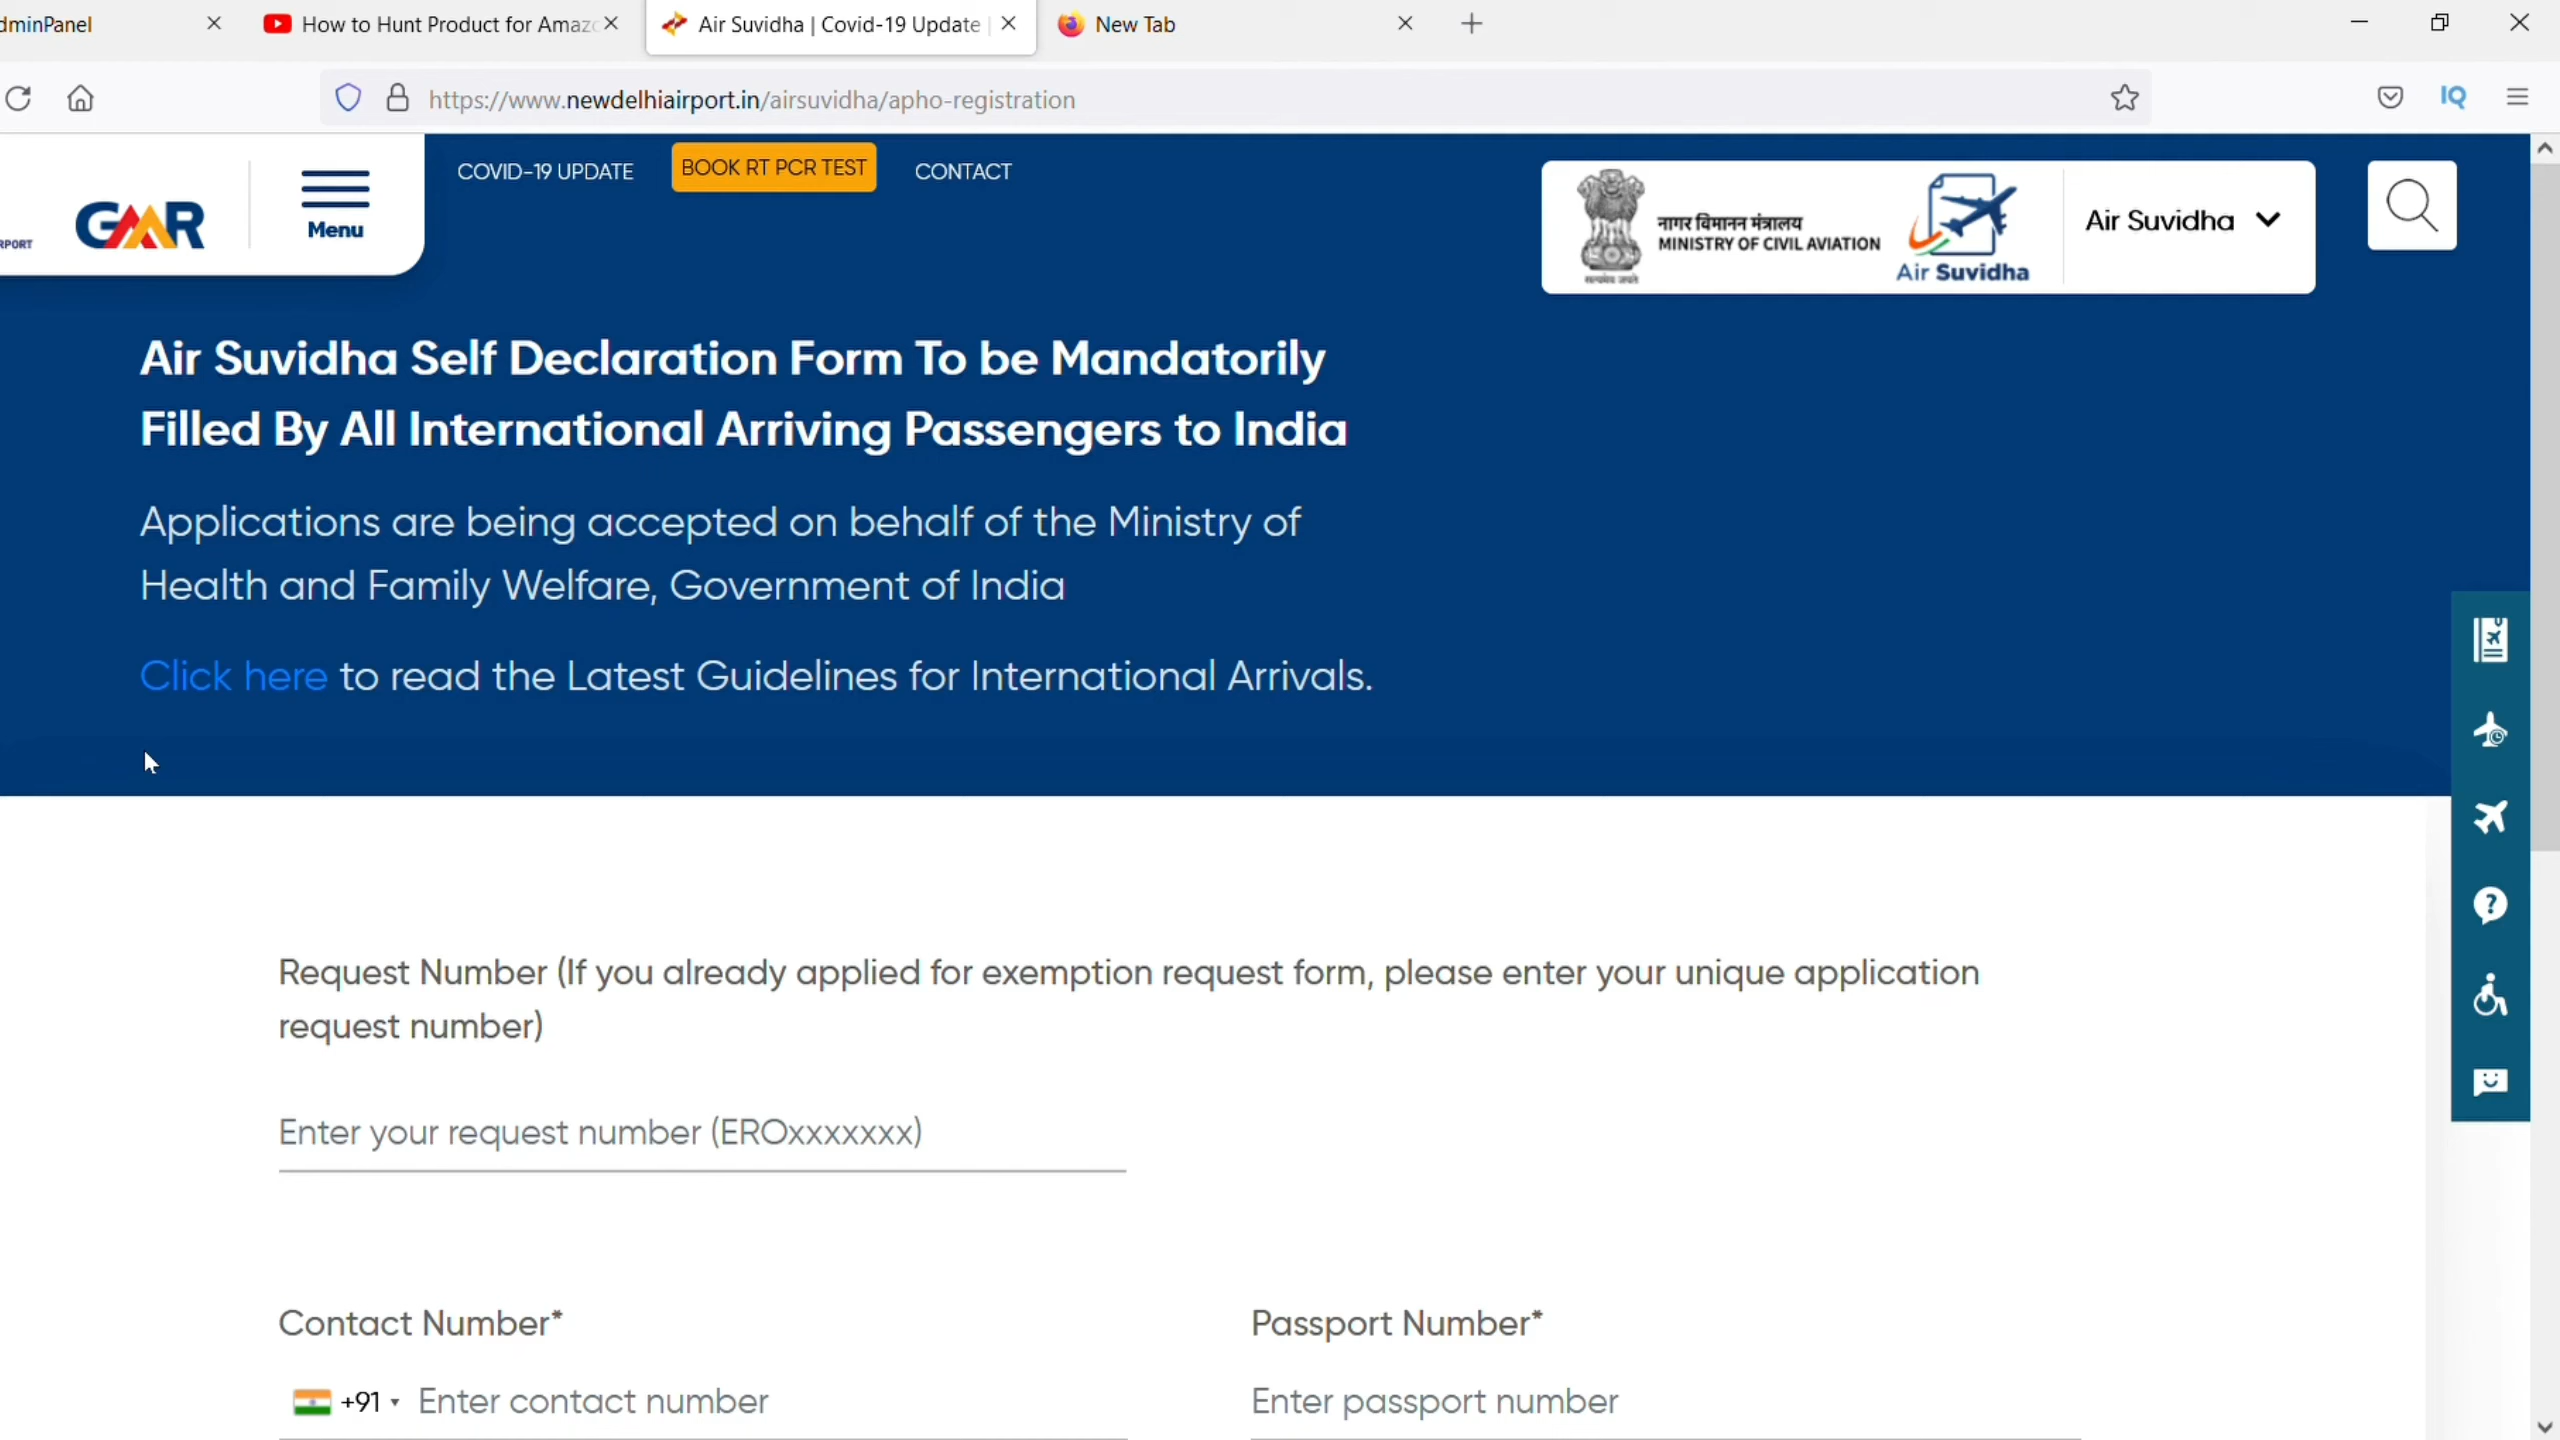 dminPanel
How to Hunt Product for Amaz
Air Suvidha | Covid-19 Update
New Tab
https://www.newdelhiairport.in/airsuvidha/apho-registration
IQ
RPORT
GMR
Menu
COVID-19 UPDATE
BOOK RT PCR TEST
CONTACT
नागर विमानन मंत्रालय
MINISTRY OF CIVIL AVIATION
सत्यमेव जयते
Air Suvidha
Air Suvidha
Air Suvidha Self Declaration Form To be Mandatorily
Filled By All International Arriving Passengers to India
Applications are being accepted on behalf of the Ministry of
Health and Family Welfare, Government of India
Click here to read the Latest Guidelines for International Arrivals.
Request Number (If you already applied for exemption request form, please enter your unique application
request number)
Enter your request number (EROxxxxxxx)
Contact Number*
Passport Number*
+91 Enter contact number
Enter passport number